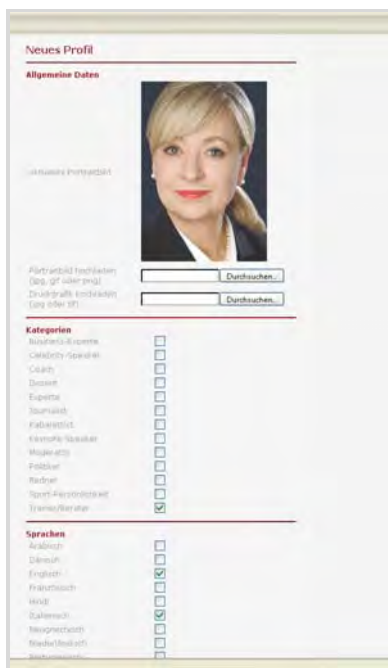 Neues Profil
Allgemeine Daten
aktuelles Portraitbild
Portraitbild hochladen
(jpg, gif oder png)
Durchsuchen...
Druckgrafik hochladen
(jpg oder tif)
Durchsuchen...
Kategorien
Business-Experte
Celebrity-Speaker
Coach
Dozent
Experte
Journalist
Kabarettist
Keynote-Speaker
Moderator
Politiker
Redner
Sport-Persönlichkeit
Trainer/Berater
Sprachen
Arabisch
Dänisch
Englisch
Französisch
Hindi
Italienisch
Neugriechisch
Niederländisch